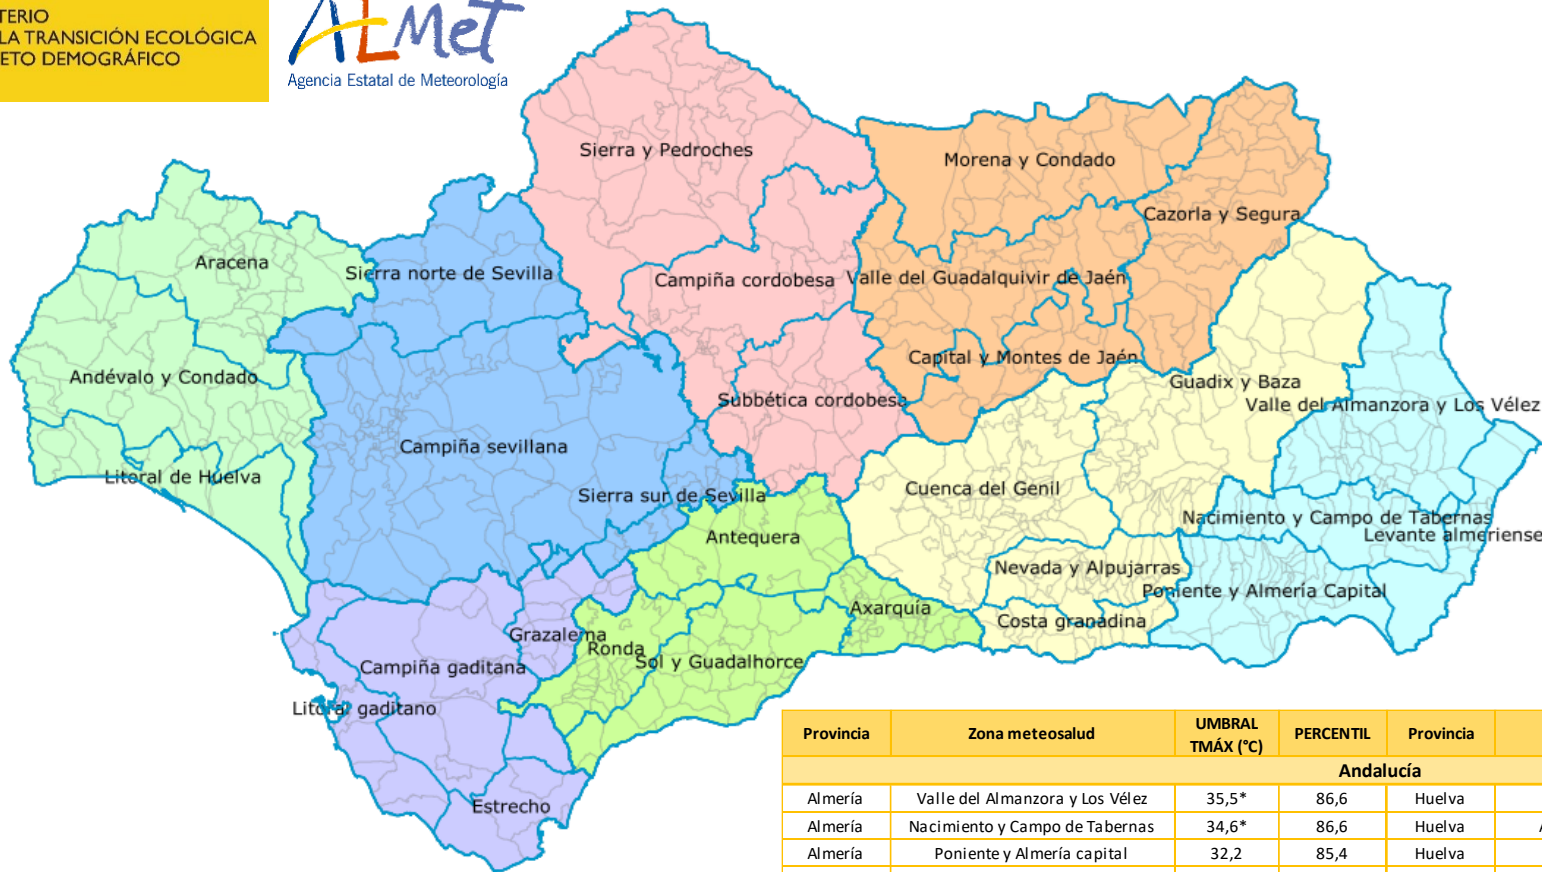 TERIO
LA TRANSICIÓN ECOLÓGICA
ETO DEMOGRÁFICO
AEMet
Agencia Estatal de Meteorología
Sierra y Pedroches
Morena y Condado
Cazorla y Segura
Aracena
Sierra norte de Sevilla
Campiña cordobesa
Valle del Guadalquivir de Jaén
Capital y Montes de Jaén
Andévalo y Condado
Guadix y Baza
Subbética cordobesa
Valle del Almanzora y Los Vélez
Campiña sevillana
Litoral de Huelva
Cuenca del Genil
Sierra sur de Sevilla
Nacimiento y Campo de Tabernas
Levante almeriense
Antequera
Nevada y Alpujarras
Poniente y Almería Capital
Axarquía
Costa granadina
Grazalema
Ronda
Sol y Guadalhorce
Campiña gaditana
Litoral gaditano
Estrecho
Provincia Zona meteosalud UMBRAL TMÁX (°C) PERCENTIL Provincia
Andalucía
Almería Valle del Almanzora y Los Vélez 35,5* 86,6 Huelva
Almería Nacimiento y Campo de Tabernas 34,6* 86,6 Huelva
Almería Poniente y Almería capital 32,2 85,4 Huelva